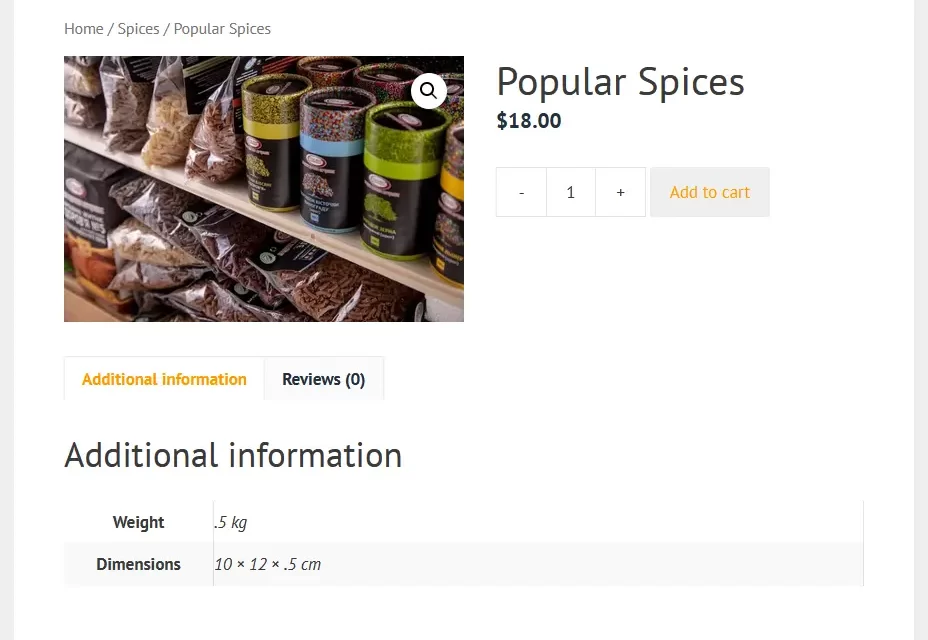 Home / Spices / Popular Spices
Popular Spices
$18.00
- 1 + Add to cart
Additional information Reviews (0)
Additional information
Weight .5 kg
Dimensions 10 × 12 × .5 cm